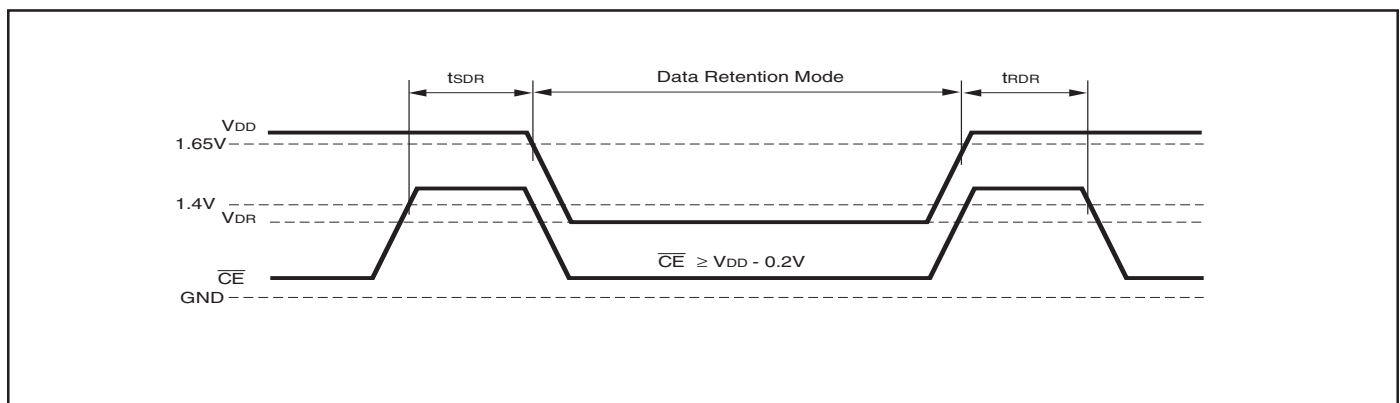 tSDR Data Retention Mode tRDR
VDD
1.65V
1.4V
VDR
CE ≥ VDD - 0.2V
CE
GND